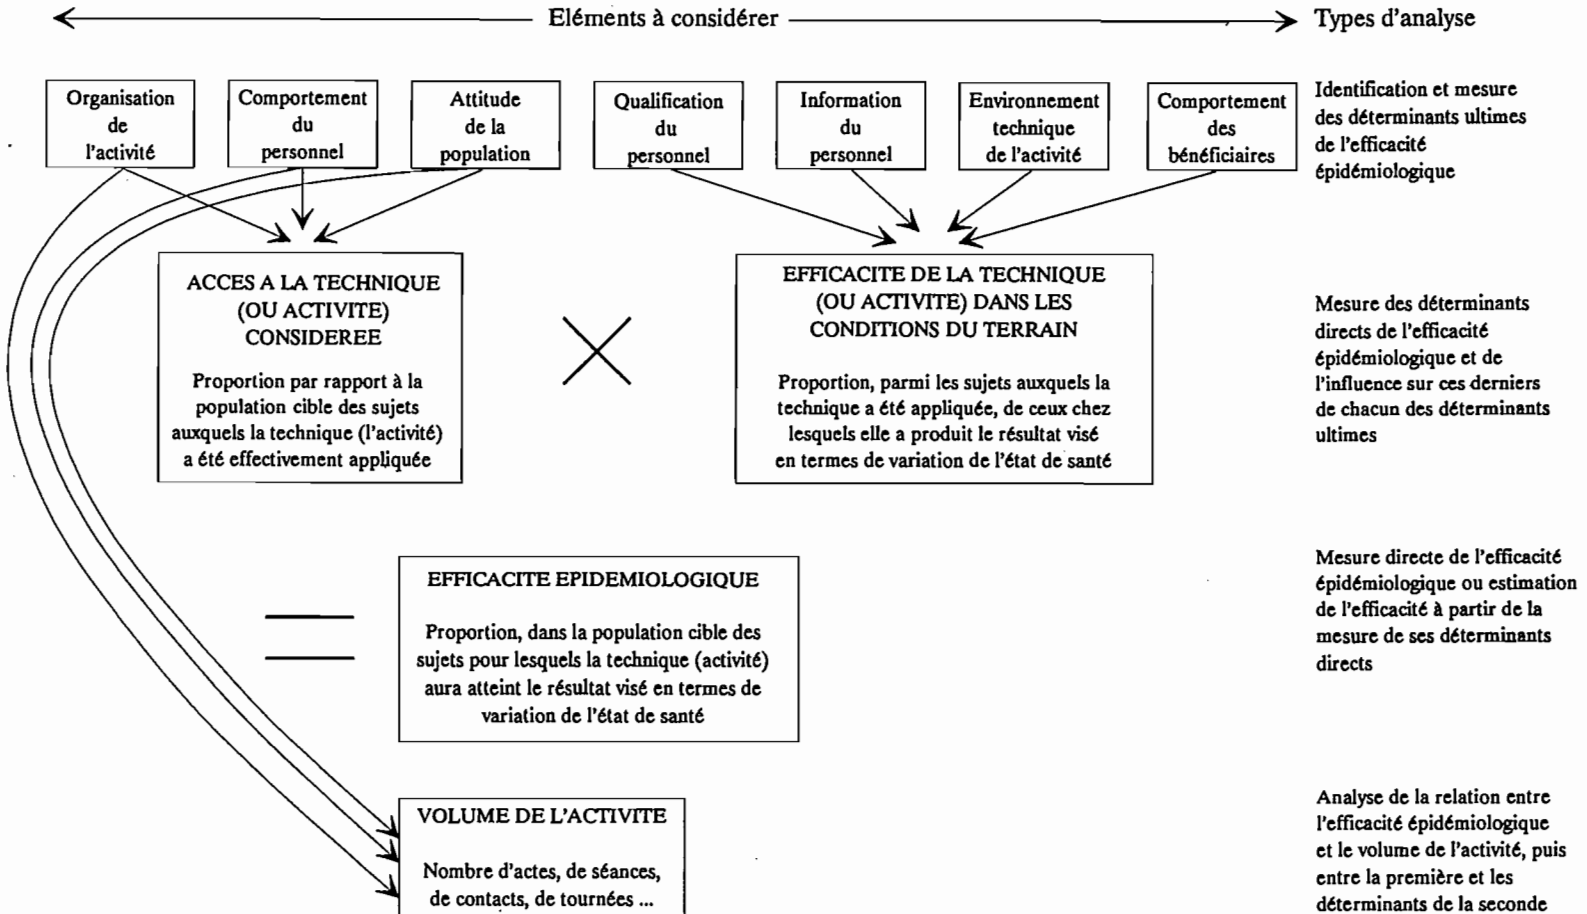 Eléments à considérer
Types d'analyse
Organisation
de
l'activité
Comportement
du
personnel
Attitude
de la
population
Qualification
du
personnel
Information
du
personnel
Environnement
technique
de l'activité
Comportement
des
bénéficiaires
Identification et mesure
des déterminants ultimes
de l'efficacité
épidémiologique
ACCES A LA TECHNIQUE
(OU ACTIVITE)
CONSIDEREE
Proportion par rapport à la
population cible des sujets
auxquels la technique (l'activité)
a été effectivement appliquée
EFFICACITE DE LA TECHNIQUE
(OU ACTIVITE) DANS LES
CONDITIONS DU TERRAIN
Proportion, parmi les sujets auxquels la
technique a été appliquée, de ceux chez
lesquels elle a produit le résultat visé
en termes de variation de l'état de santé
Mesure des déterminants
directs de l'efficacité
épidémiologique et de
l'influence sur ces derniers
de chacun des déterminants
ultimes
EFFICACITE EPIDEMIOLOGIQUE
Proportion, dans la population cible des
sujets pour lesquels la technique (activité)
aura atteint le résultat visé en termes de
variation de l'état de santé
Mesure directe de l'efficacité
épidémiologique ou estimation
de l'efficacité à partir de la
mesure de ses déterminants
directs
VOLUME DE L'ACTIVITE
Nombre d'actes, de séances,
de contacts, de tournées ...
Analyse de la relation entre
l'efficacité épidémiologique
et le volume de l'activité, puis
entre la première et les
déterminants de la seconde